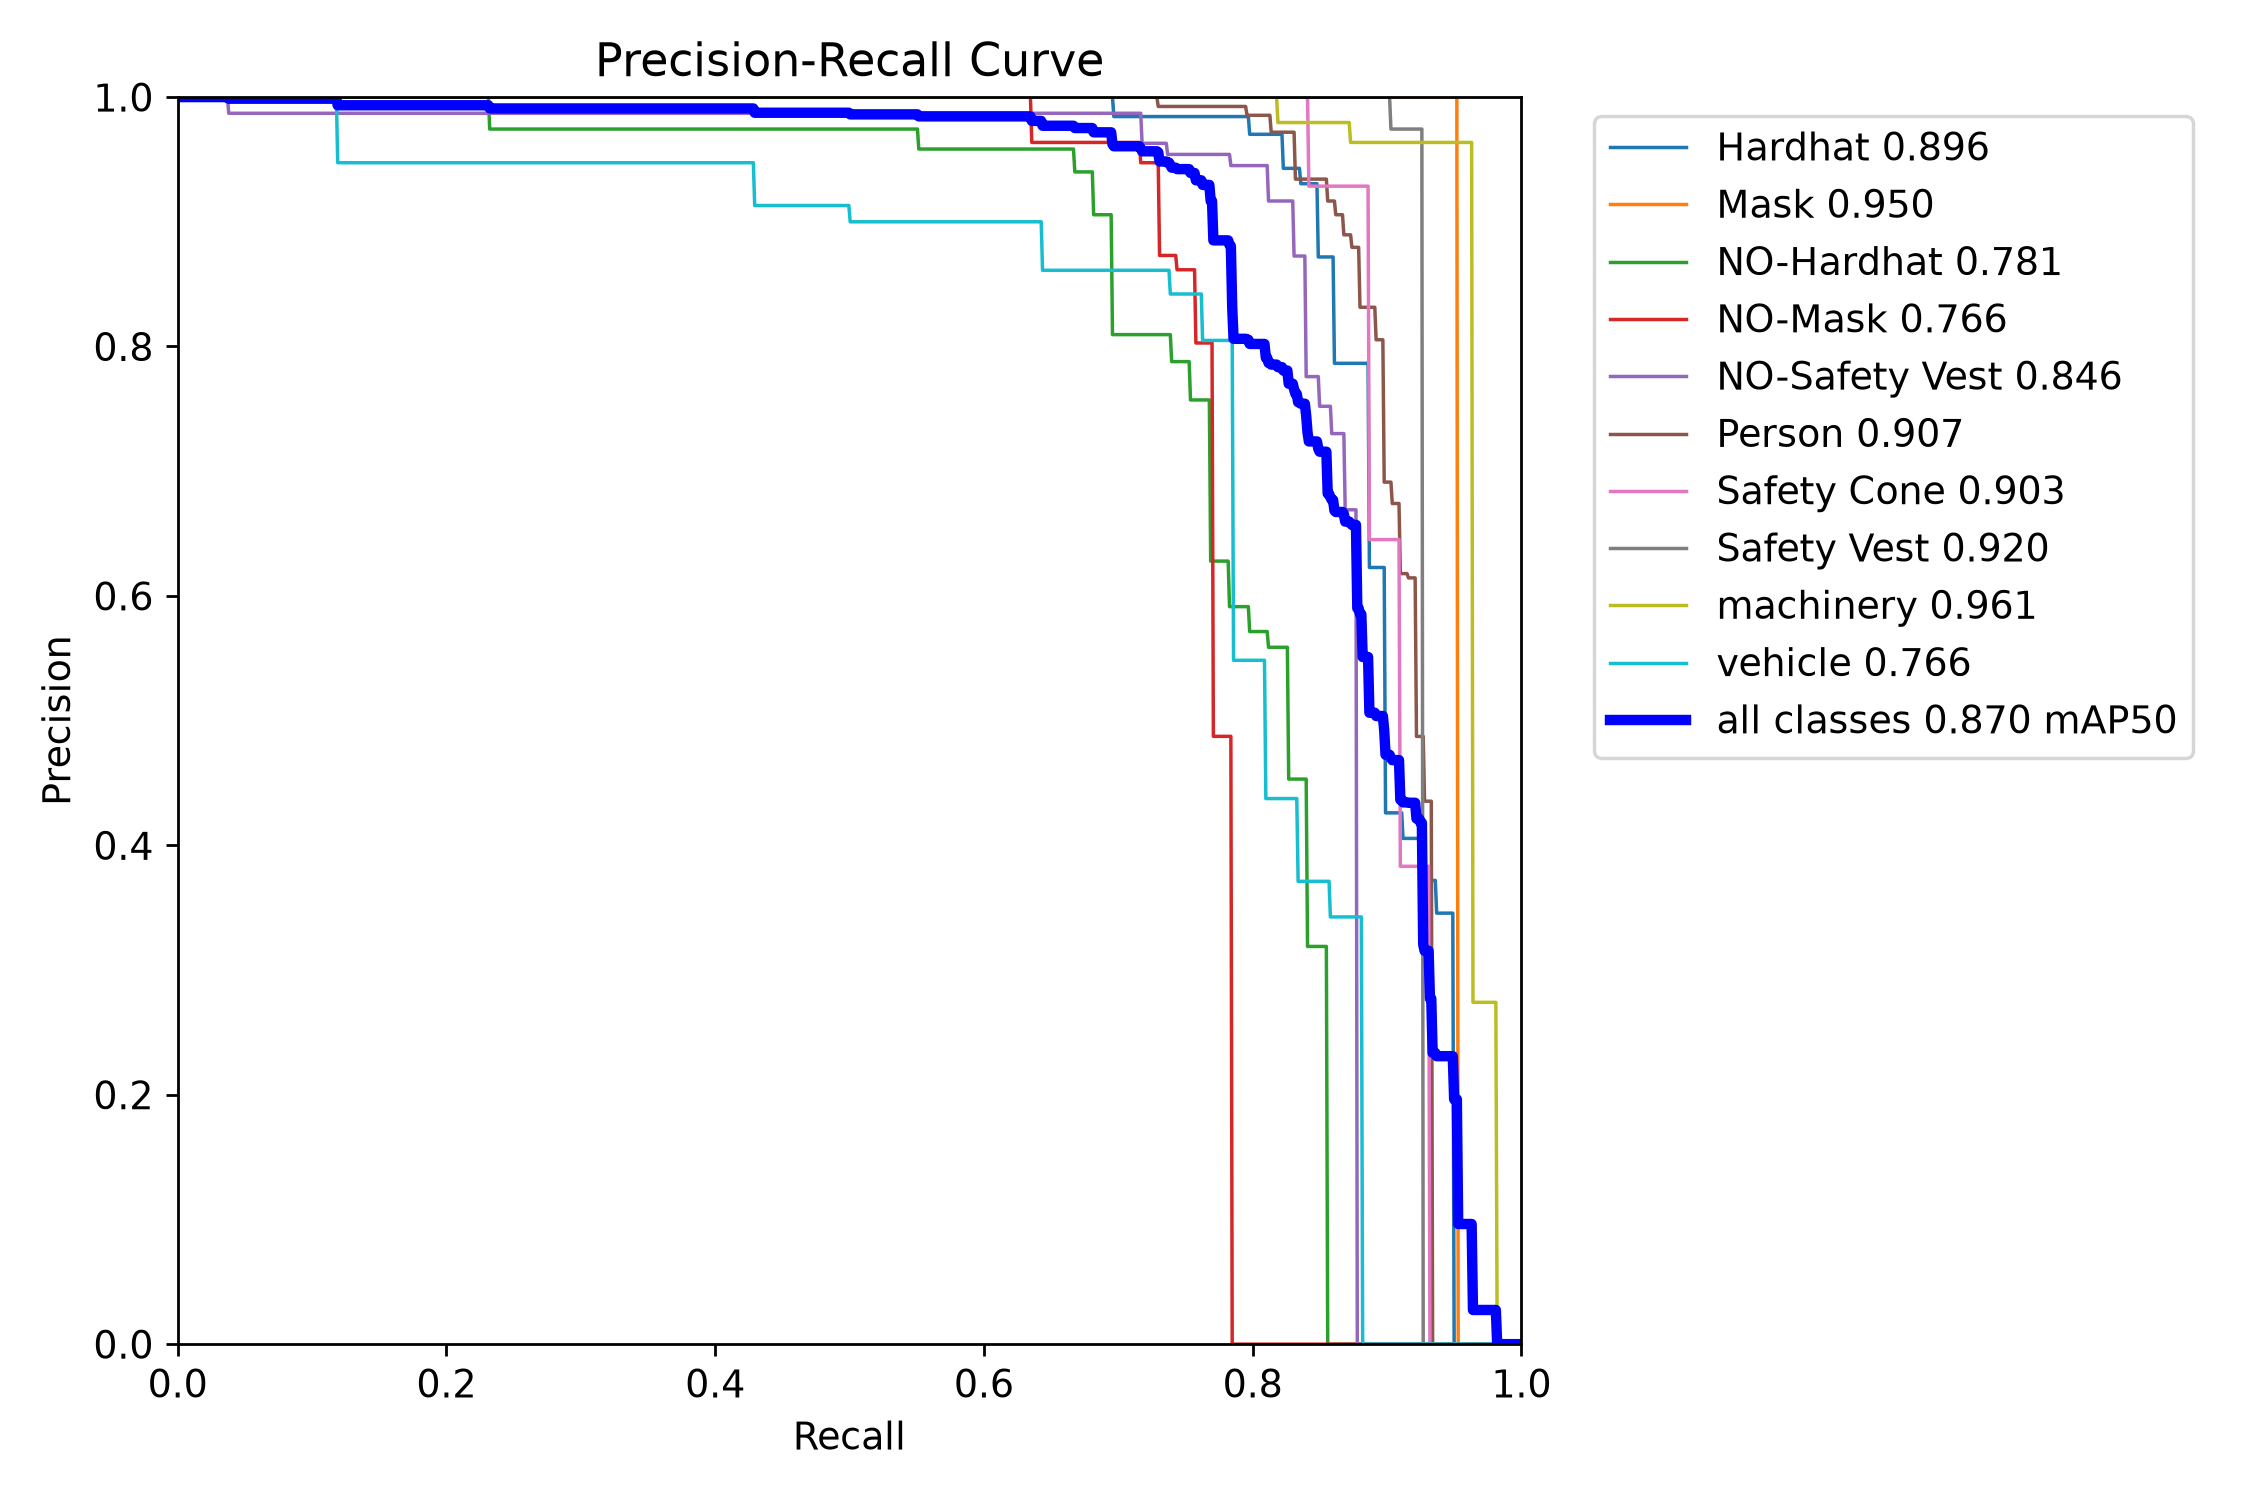 Precision-Recall Curve
1.0
0.8
0.6
0.4
0.2
0.0
Precision
0.0 0.2 0.4 0.6 0.8 1.0
Recall
Hardhat 0.896
Mask 0.950
NO-Hardhat 0.781
NO-Mask 0.766
NO-Safety Vest 0.846
Person 0.907
Safety Cone 0.903
Safety Vest 0.920
machinery 0.961
vehicle 0.766
all classes 0.870 mAP50